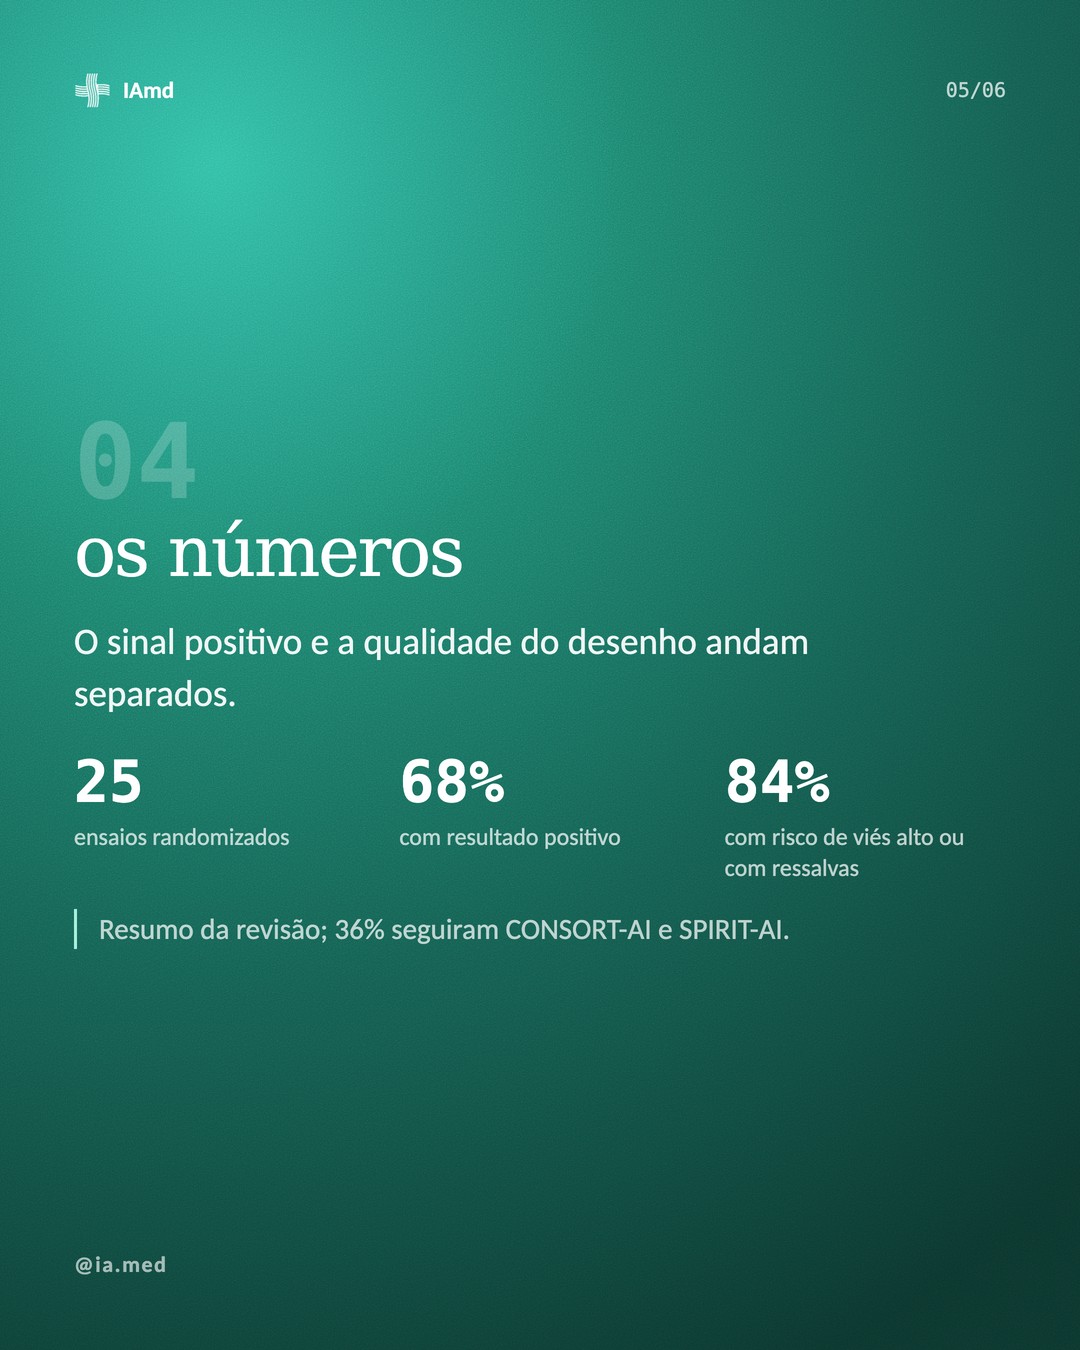 IAmd
05/06
04
os números
O sinal positivo e a qualidade do desenho andam
separados.
25
ensaios randomizados
68%
com resultado positivo
84%
com risco de viés alto ou
com ressalvas
Resumo da revisão; 36% seguiram CONSORT-AI e SPIRIT-AI.
@ia.med